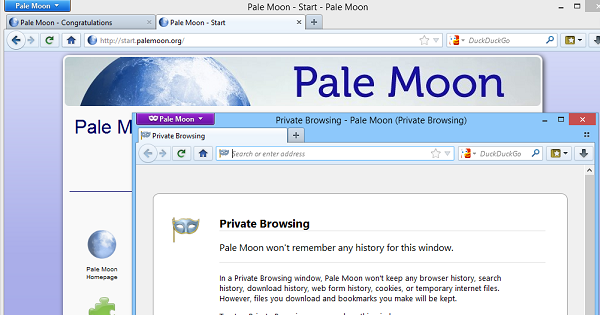 Pale Moon
Pale Moon - Start - Pale Moon
Pale Moon - Congratulations
Pale Moon - Start
http://start.palemoon.org/
DuckDuckGo
Pale Moon
Pale M
Pale Moon
Private Browsing - Pale Moon (Private Browsing)
Private Browsing
Search or enter address
DuckDuckGo
Private Browsing
Pale Moon won't remember any history for this window.
In a Private Browsing window, Pale Moon won't keep any browser history, search
history, download history, web form history, cookies, or temporary internet files.
However, files you download and bookmarks you make will be kept.
Pale Moon
Homepage